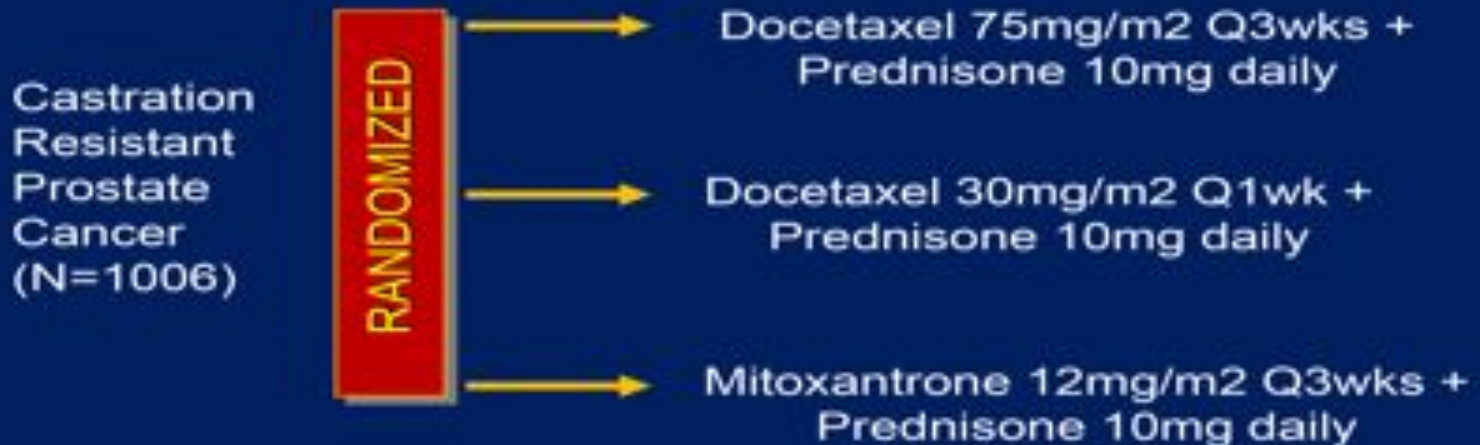 Castration
Resistant
Prostate
Cancer
(N=1006)
RANDOMIZED
Docetaxel 75mg/m2 Q3wks +
Prednisone 10mg daily
Docetaxel 30mg/m2 Q1wk +
Prednisone 10mg daily
Mitoxantrone 12mg/m2 Q3wks +
Prednisone 10mg daily